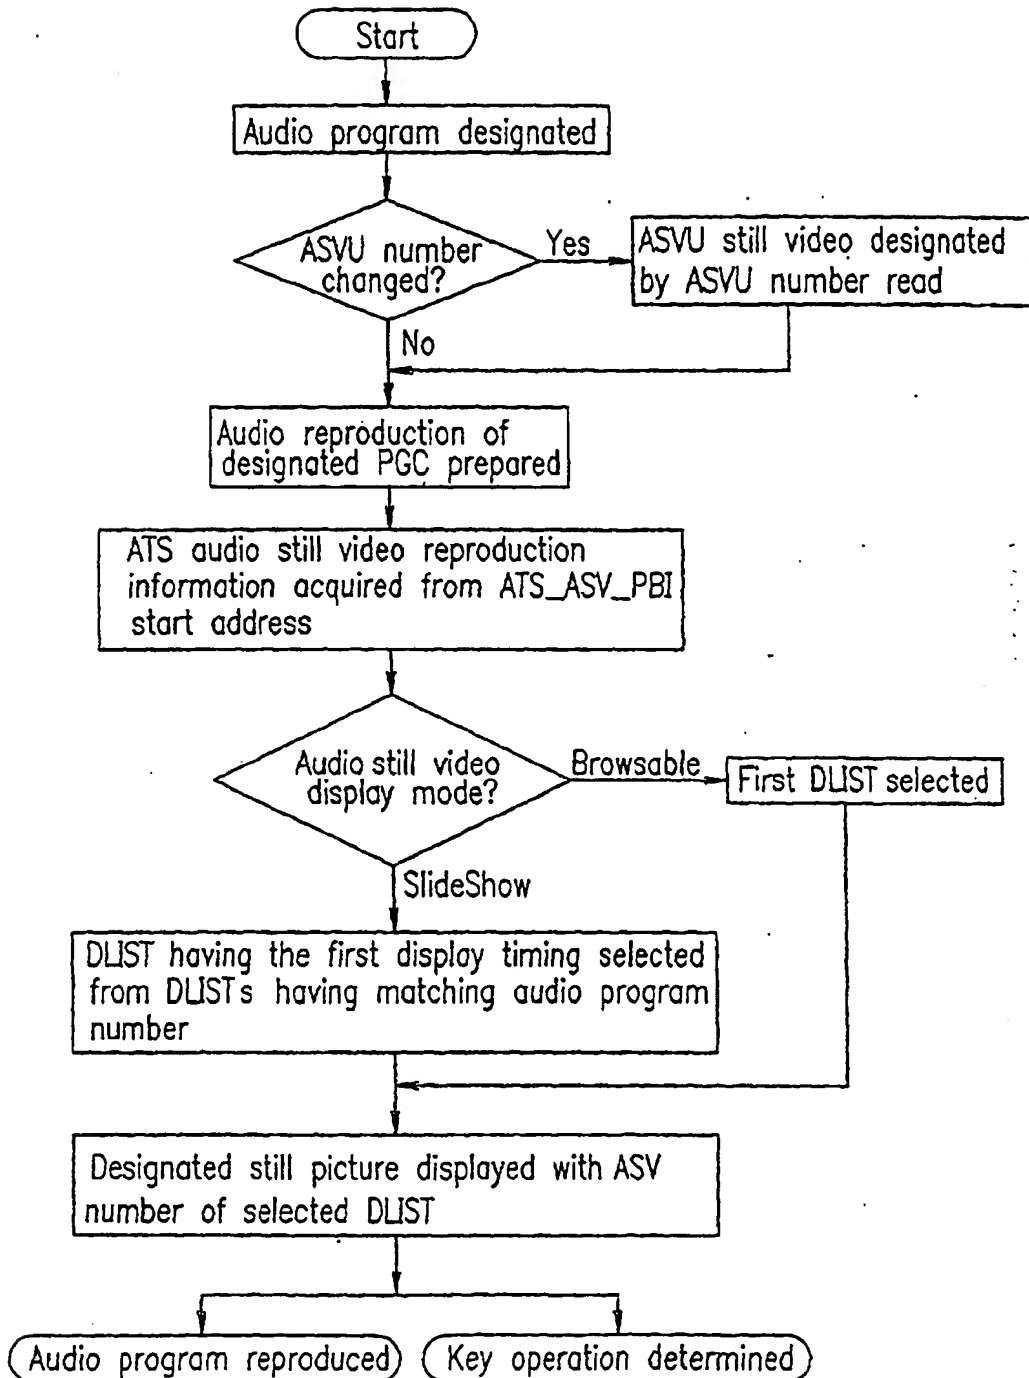 Start
Audio program designated
ASVU number
changed?
Yes
ASVU still video designated
by ASVU number read
No
Audio reproduction of
designated PGC prepared
ATS audio still video reproduction
information acquired from ATS_ASV_PBI
start address
Audio still video
display mode?
Browsable
First DLIST selected
SlideShow
DLIST having the first display timing selected
from DLISTs having matching audio program
number
Designated still picture displayed with ASV
number of selected DLIST
Audio program reproduced
Key operation determined